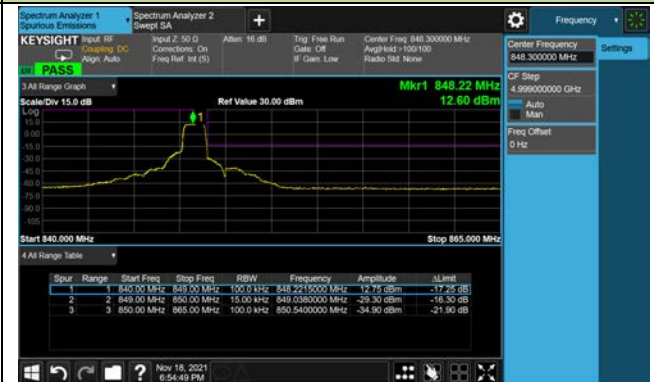 Spectrum Analyzer 1
Spurious Emissions
Spectrum Analyzer 2
Swept SA
+
Frequency
KEYSIGHT
Input: RF
Coupling: DC
Align: Auto
Input Z: 50 Ω
Corrections: On
Freq Ref: Int (S)
Atten: 16 dB
Trig: Free Run
Gate: Off
IF Gain: Low
Center Freq: 848.300000 MHz
Avg|Hold:>100/100
Radio Std: None
PASS
Center Frequency
848.300000 MHz
Settings
CF Step
4.999000000 GHz
Auto
Man
Freq Offset
0 Hz
3 All Range Graph
Mkr1 848.22 MHz
Scale/Div 15.0 dB
Ref Value 30.00 dBm
12.60 dBm
Log
15.0
0.00
-15.0
-30.0
-45.0
-60.0
-75.0
-90.0
-105
1
Start 840.000 MHz
Stop 865.000 MHz
4 All Range Table
Spur Range Start Freq Stop Freq RBW Frequency Amplitude ΔLimit
1 1 840.00 MHz 849.00 MHz 100.0 kHz 848.2215000 MHz 12.75 dBm -17.25 dB
2 2 849.00 MHz 850.00 MHz 15.00 kHz 849.0380000 MHz -29.30 dBm -16.30 dB
3 3 850.00 MHz 865.00 MHz 100.0 kHz 850.5400000 MHz -34.90 dBm -21.90 dB
?
Nov 18, 2021
6:54:49 PM